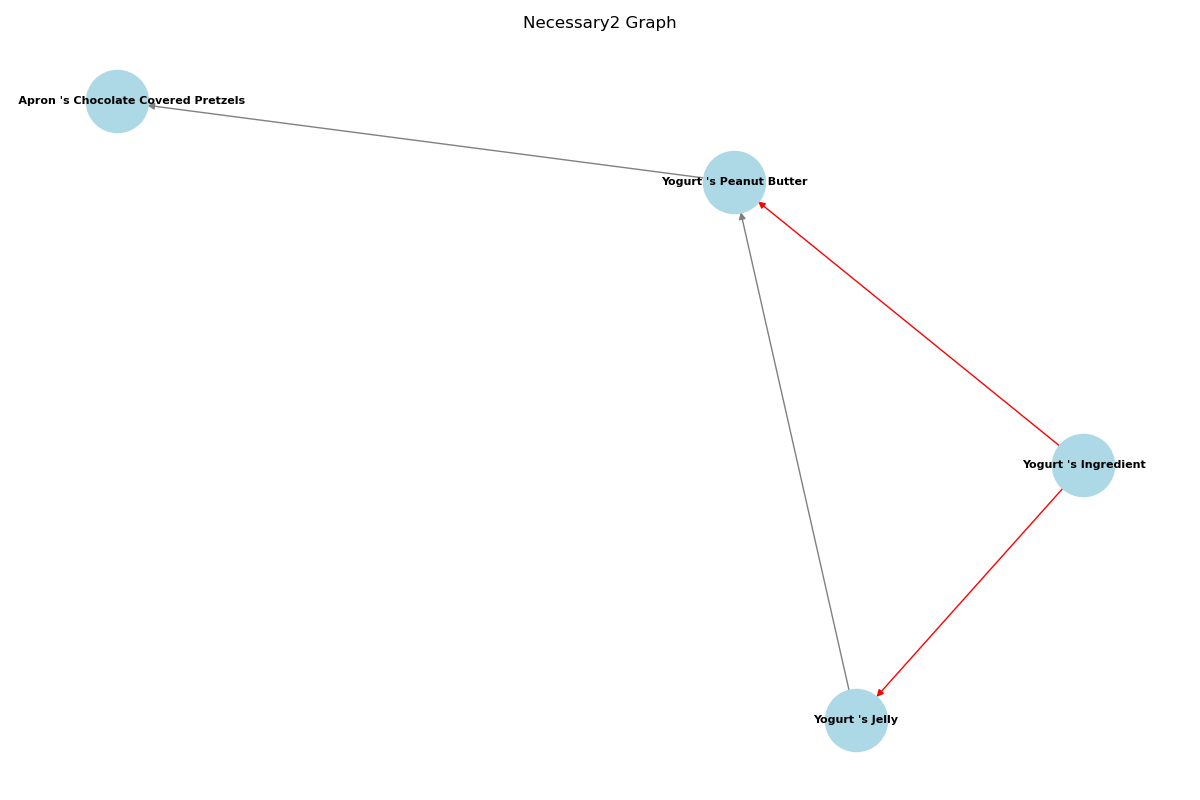 Necessary2 Graph
Apron 's Chocolate Covered Pretzels
Yogurt 's Peanut Butter
Yogurt 's Ingredient
Yogurt 's Jelly